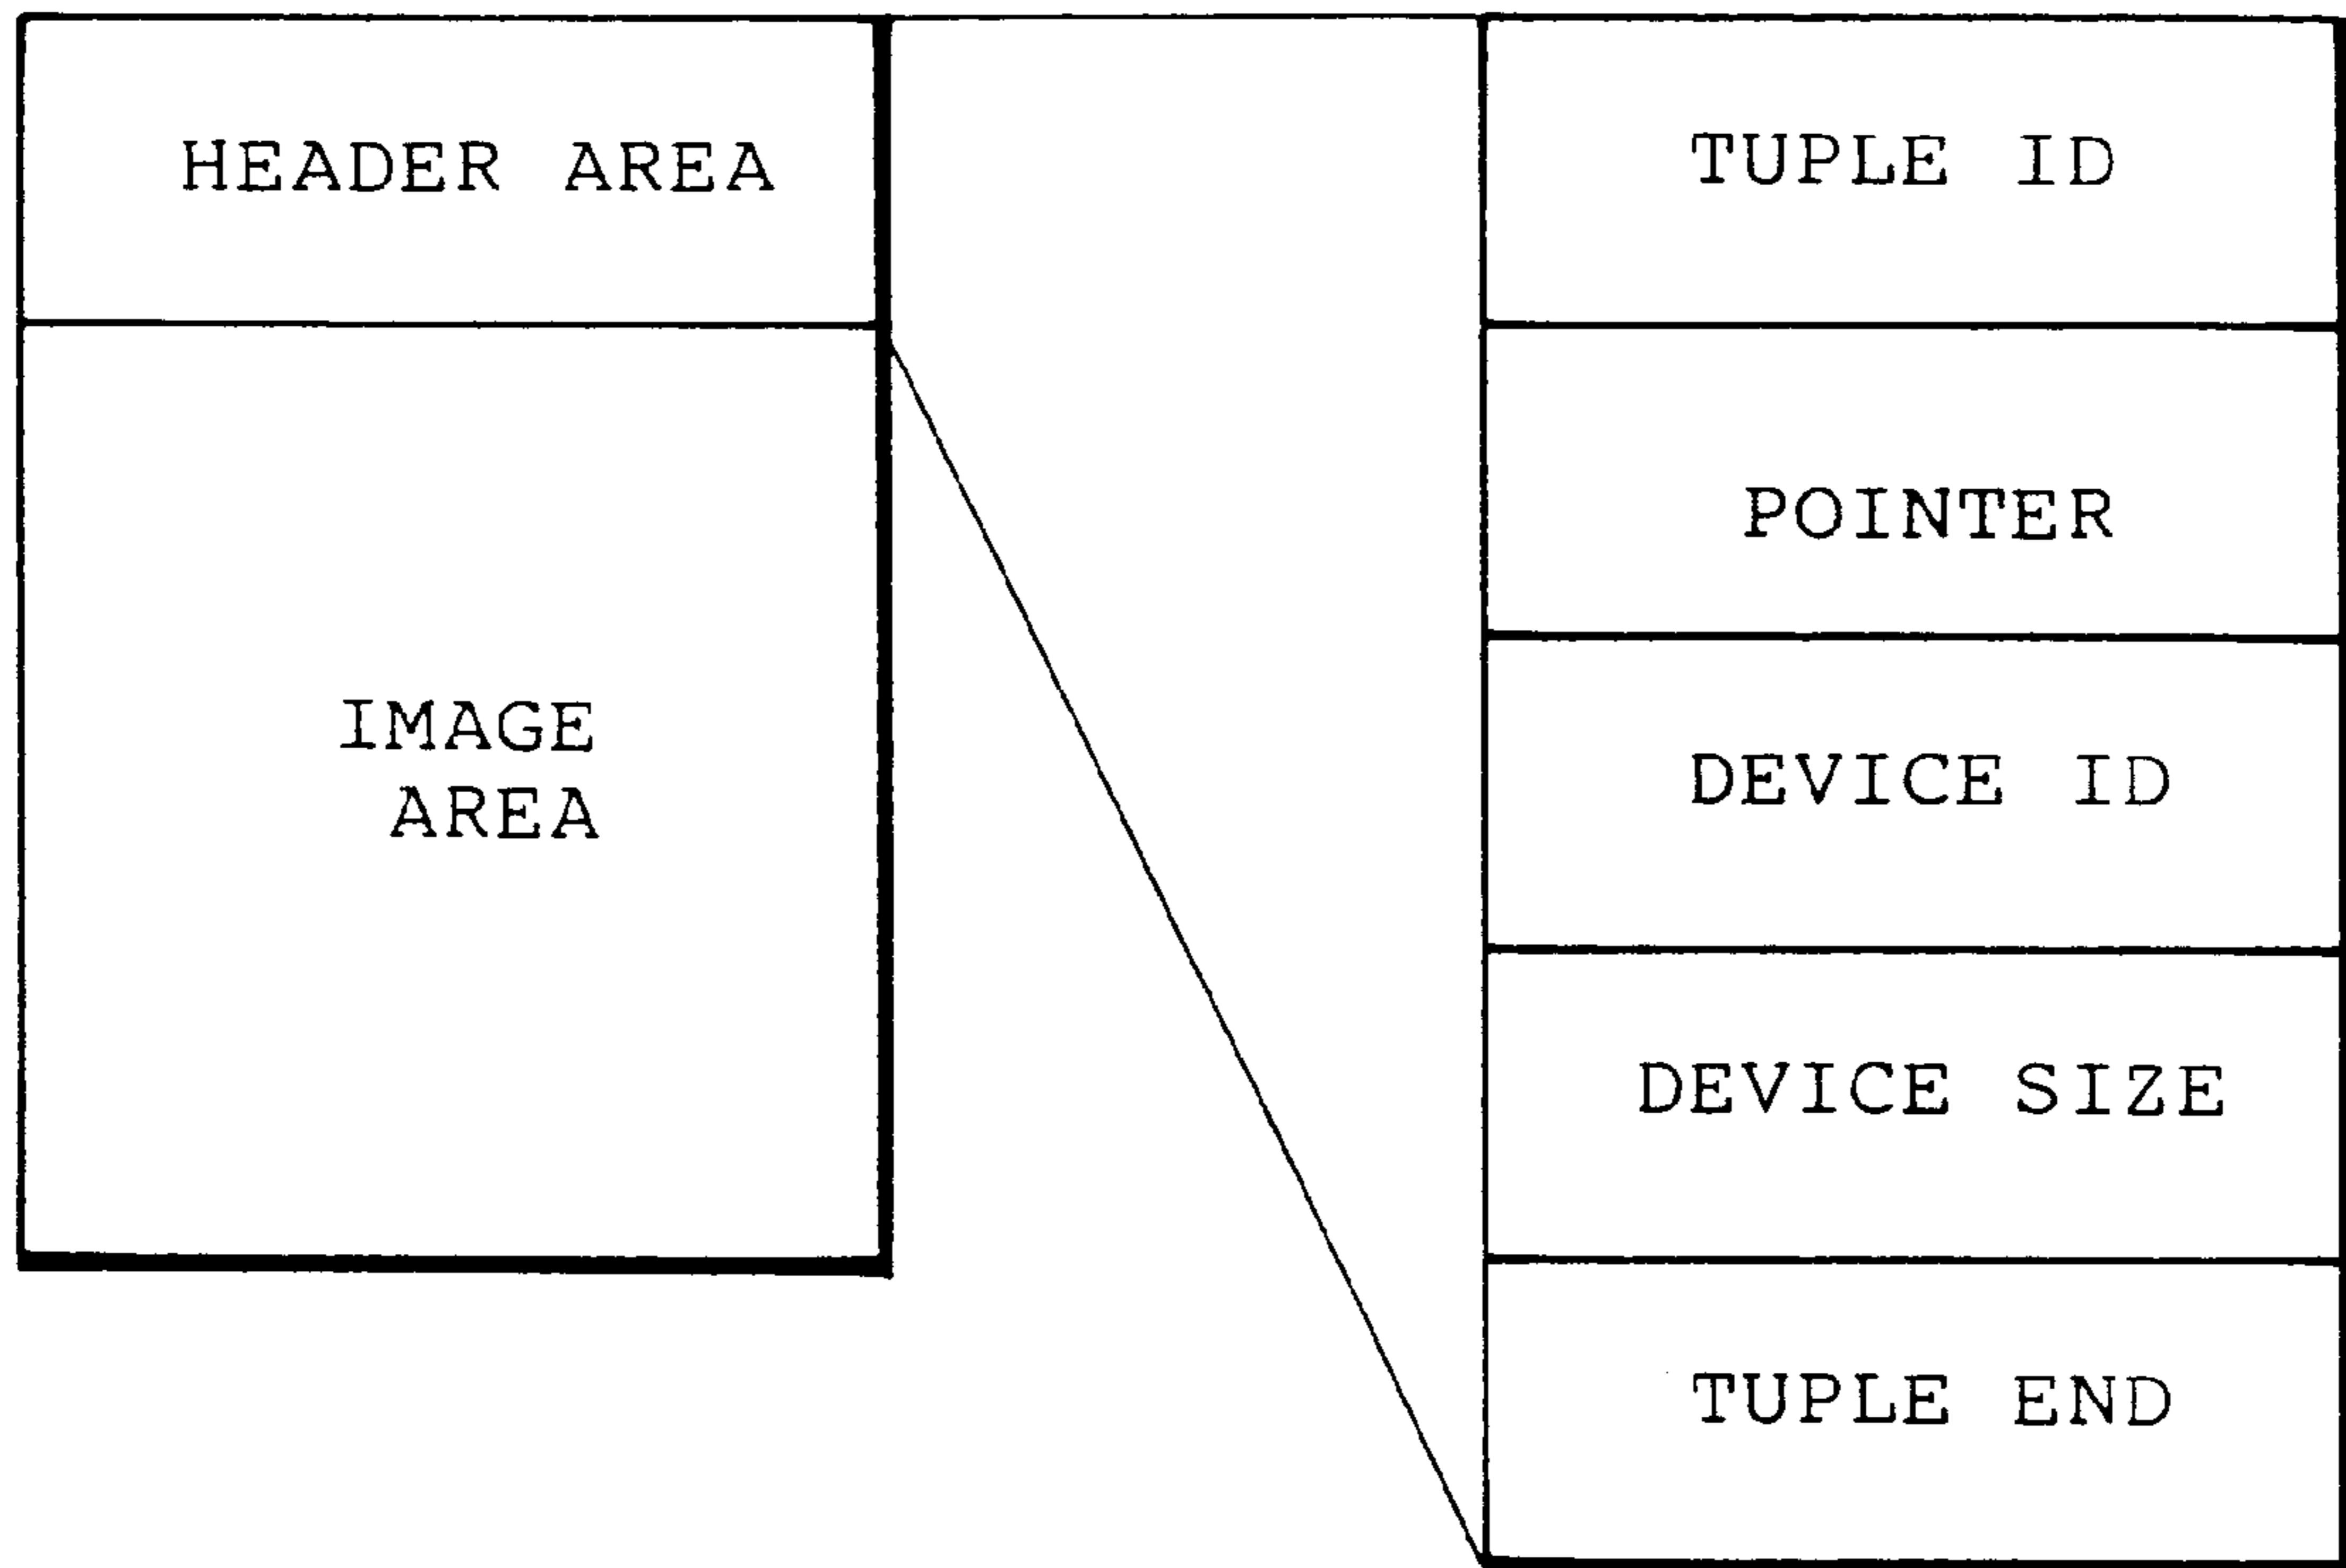 HEADER AREA
IMAGE
AREA
TUPLE ID
POINTER
DEVICE ID
DEVICE SIZE
TUPLE END